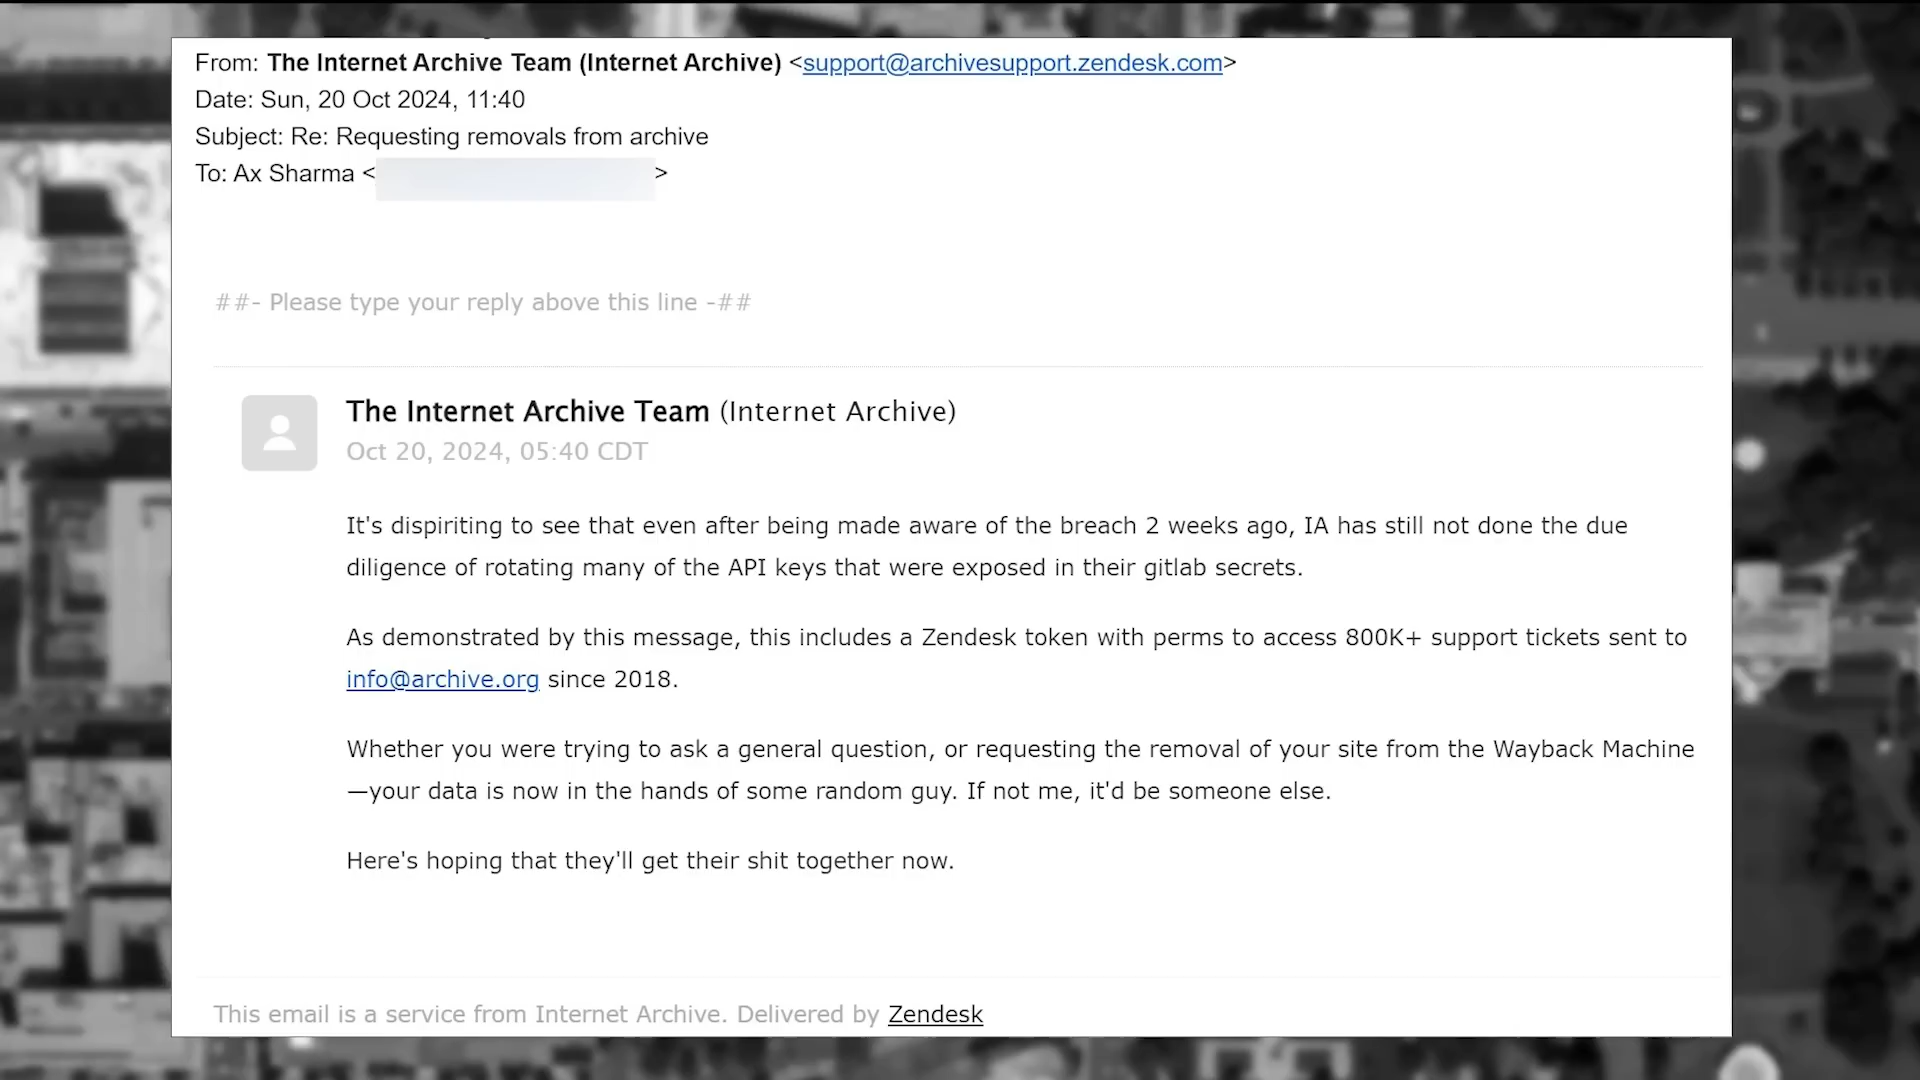 From: The Internet Archive Team (Internet Archive) <support@archivesupport.zendesk.com>
Date: Sun, 20 Oct 2024, 11:40
Subject: Re: Requesting removals from archive
To: Ax Sharma < >
##- Please type your reply above this line -##
The Internet Archive Team (Internet Archive)
Oct 20, 2024, 05:40 CDT
It's dispiriting to see that even after being made aware of the breach 2 weeks ago, IA has still not done the due
diligence of rotating many of the API keys that were exposed in their gitlab secrets.
As demonstrated by this message, this includes a Zendesk token with perms to access 800K+ support tickets sent to
info@archive.org since 2018.
Whether you were trying to ask a general question, or requesting the removal of your site from the Wayback Machine
—your data is now in the hands of some random guy. If not me, it'd be someone else.
Here's hoping that they'll get their shit together now.
This email is a service from Internet Archive. Delivered by Zendesk